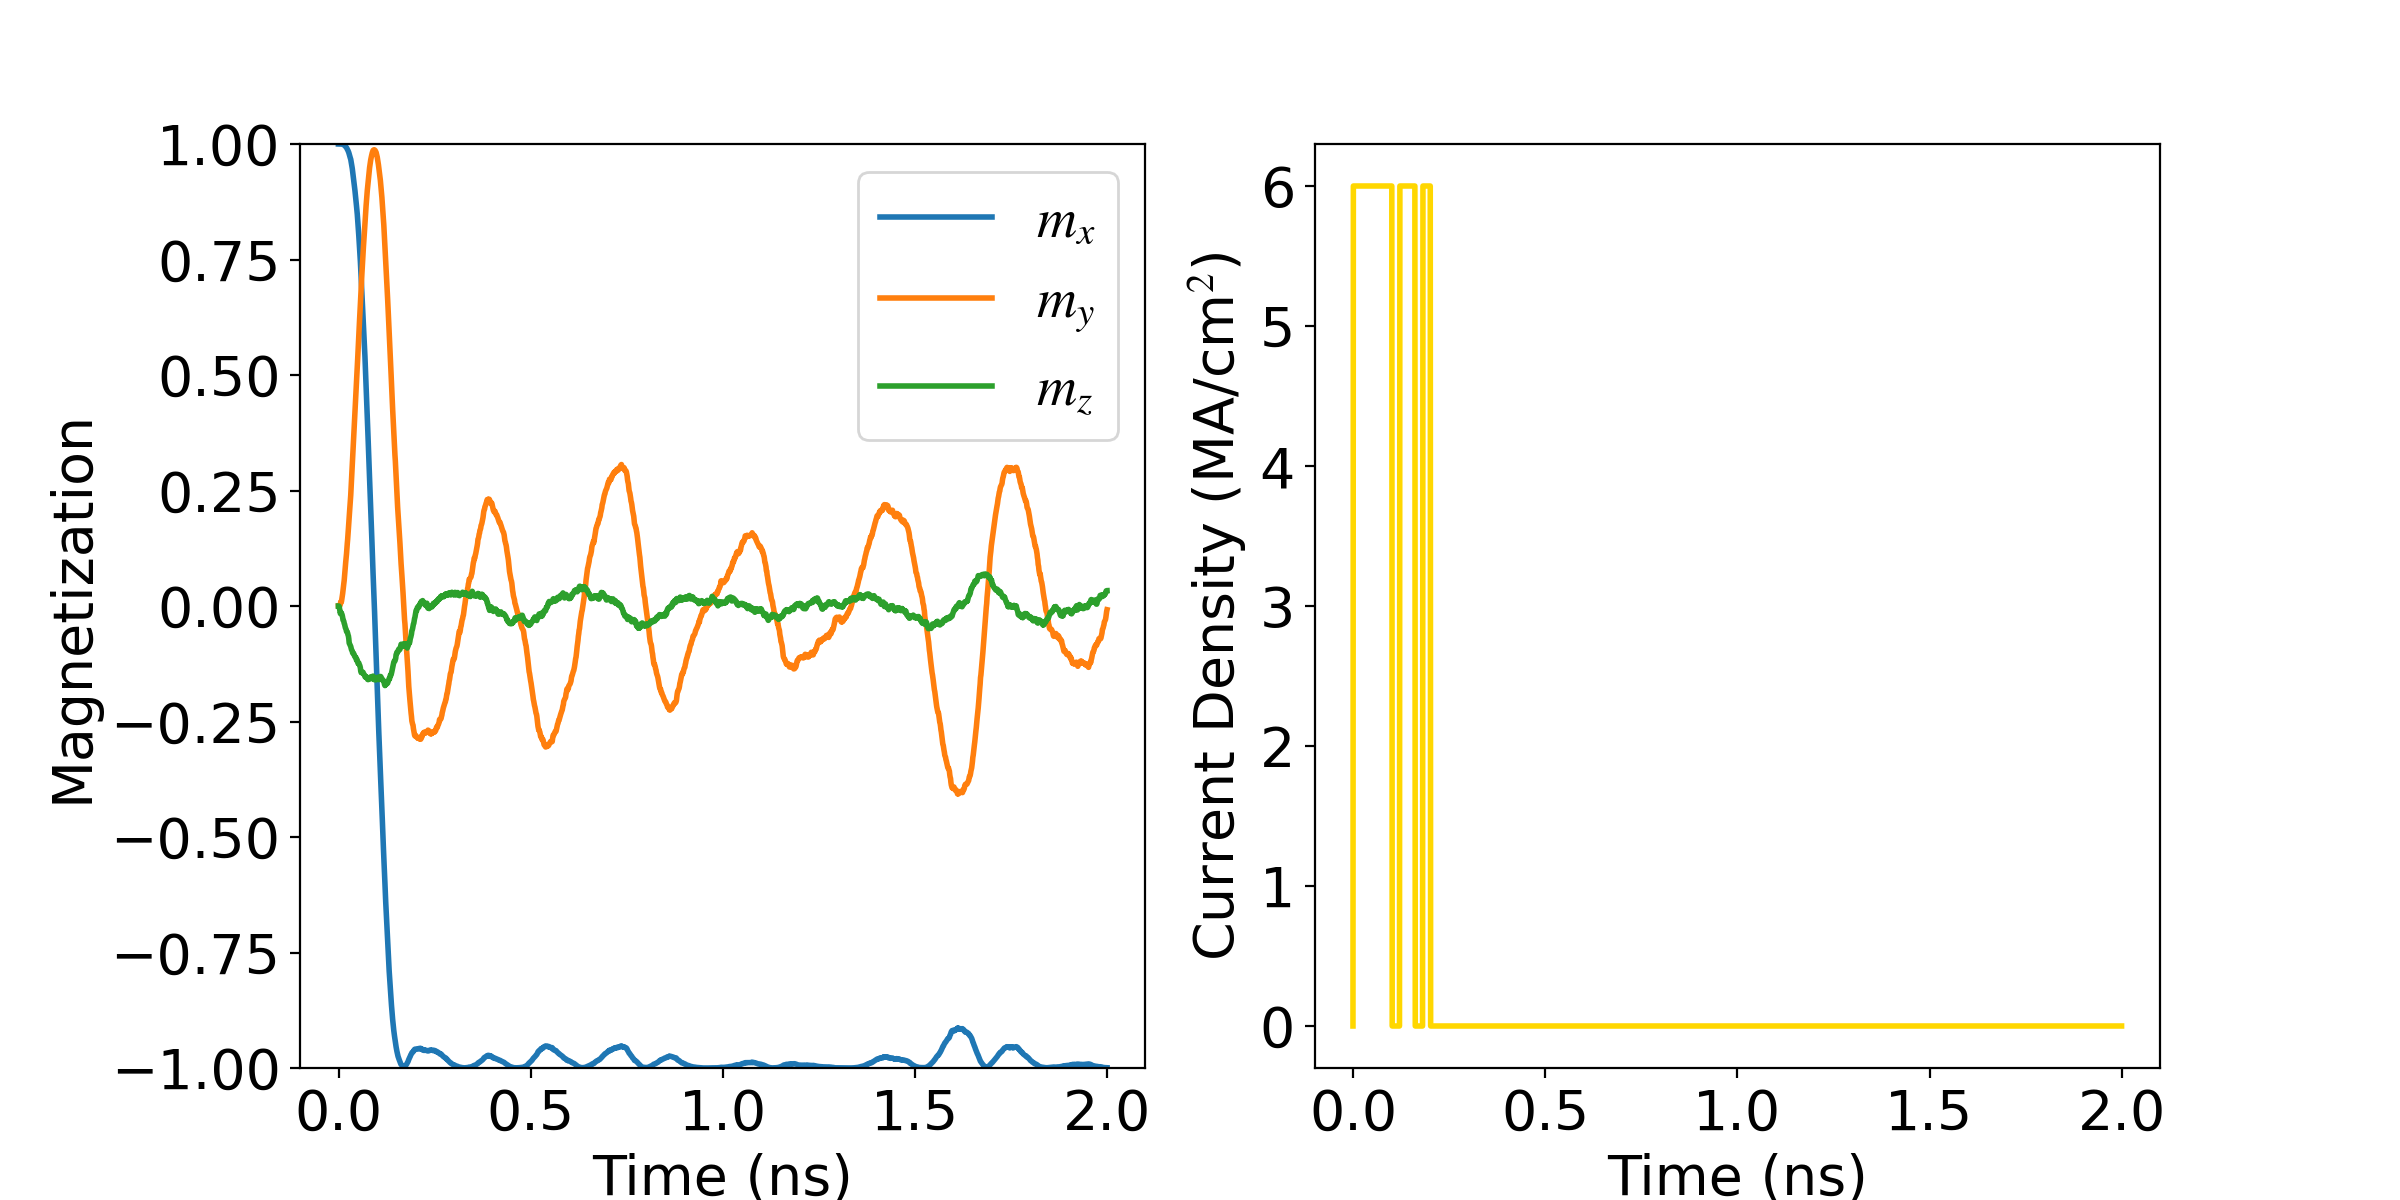 1.00
0.75
0.50
0.25
0.00
−0.25
−0.50
−0.75
−1.00
Magnetization
0.0 0.5 1.0 1.5 2.0
Time (ns)
m_x
m_y
m_z
6
5
4
3
2
1
0
Current Density (MA/cm²)
0.0 0.5 1.0 1.5 2.0
Time (ns)